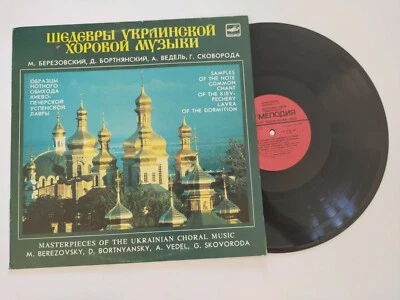 ШЕДЕВРЫ УКРАИНСКОЙ
ХОРОВОЙ МУЗЫКИ
М. БЕРЕЗОВСКИЙ, Д. БОРТНЯНСКИЙ, А. ВЕДЕЛЬ, Г. СКОВОРОДА
ОБРАЗЦЫ
НОТНОГО
ОБИХОДА
КИЕВО-
ПЕЧЕРСКОЙ
УСПЕНСКОЙ
ЛАВРЫ
SAMPLES
OF THE NOTE
COMMON
CHANT
OF THE KIEV-
PECHERY
LAVRA
OF THE DORMITION
MASTERPIECES OF THE UKRAINIAN CHORAL MUSIC
M. BEREZOVSKY, D. BORTNYANSKY, A. VEDEL, G. SKOVORODA
МЕЛОДИЯ